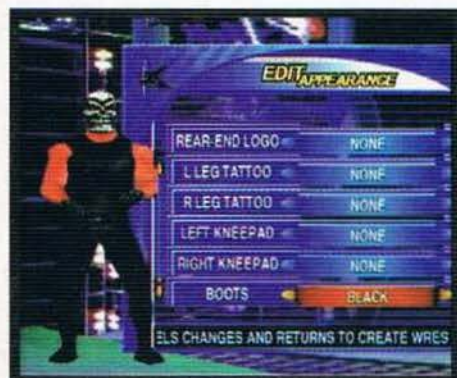 EDIT APPEARANCE
REAR-END LOGO NONE
L LEG TATTOO NONE
R LEG TATTOO NONE
LEFT KNEEPAD NONE
RIGHT KNEEPAD NONE
BOOTS BLACK
ELS CHANGES AND RETURNS TO CREATE WRES